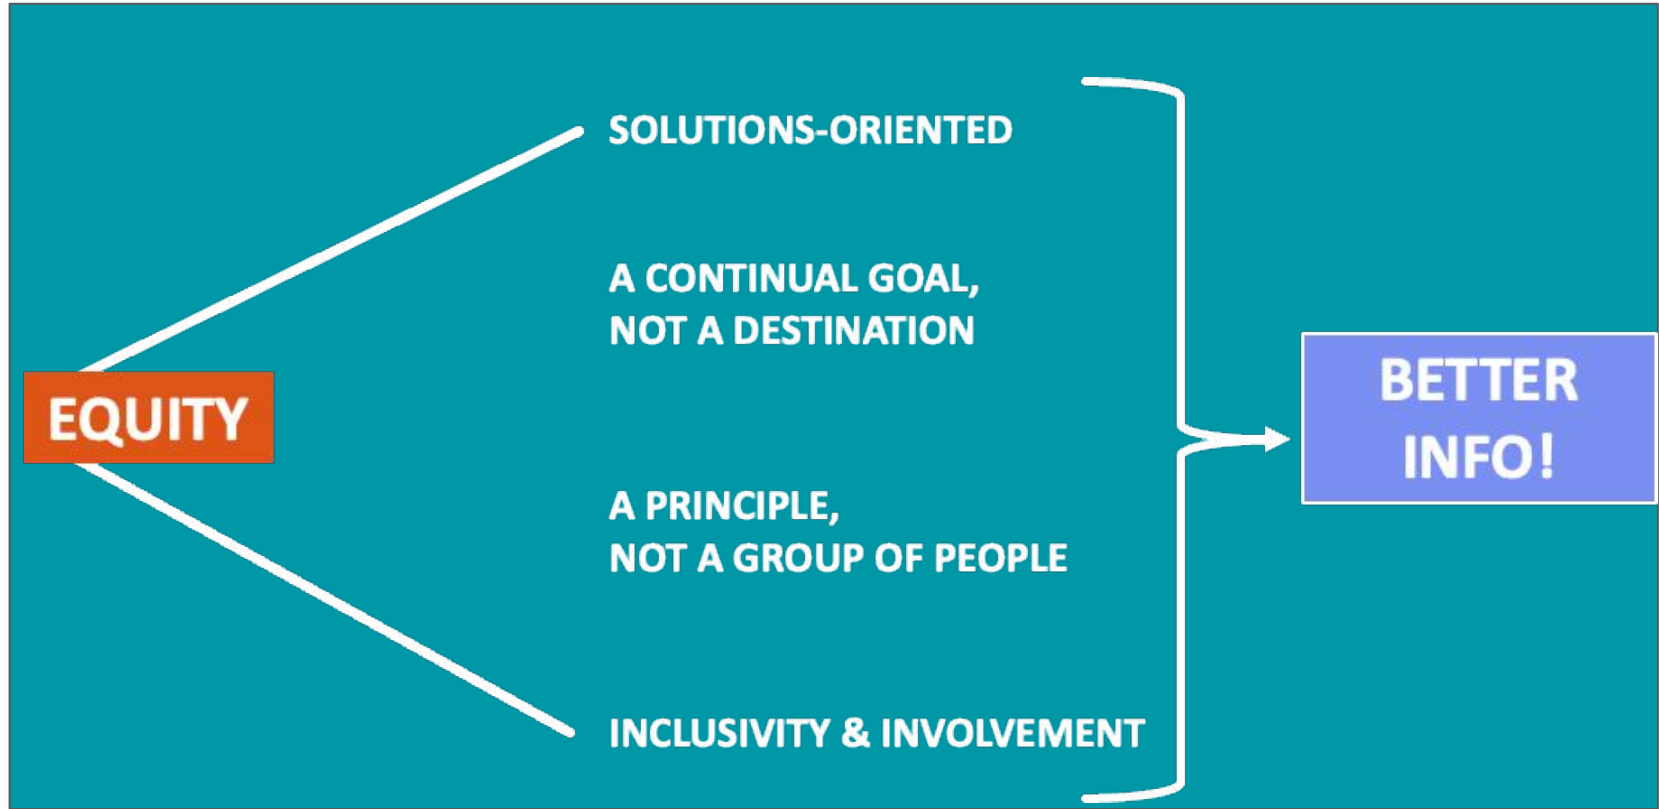 EQUITY
SOLUTIONS-ORIENTED
A CONTINUAL GOAL,
NOT A DESTINATION
A PRINCIPLE,
NOT A GROUP OF PEOPLE
INCLUSIVITY & INVOLVEMENT
BETTER
INFO!